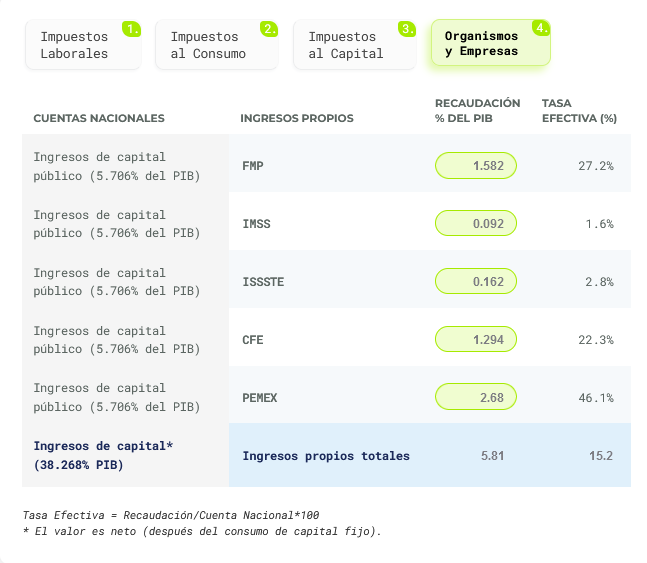 Impuestos
Laborales
1.
Impuestos
al Consumo
2.
Impuestos
al Capital
3.
Organismos
y Empresas
4.
CUENTAS NACIONALES
INGRESOS PROPIOS
RECAUDACIÓN
% DEL PIB
TASA
EFECTIVA (%)
Ingresos de capital
público (5.706% del PIB)
FMP
1.582
27.2%
Ingresos de capital
público (5.706% del PIB)
IMSS
0.092
1.6%
Ingresos de capital
público (5.706% del PIB)
ISSSTE
0.162
2.8%
Ingresos de capital
público (5.706% del PIB)
CFE
1.294
22.3%
Ingresos de capital
público (5.706% del PIB)
PEMEX
2.68
46.1%
Ingresos de capital*
(38.268% PIB)
Ingresos propios totales
5.81
15.2
Tasa Efectiva = Recaudación/Cuenta Nacional*100
* El valor es neto (después del consumo de capital fijo).